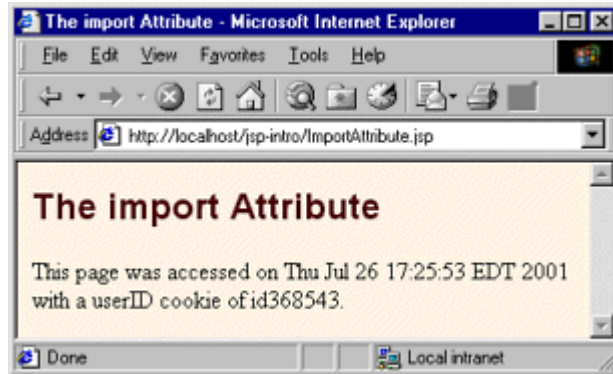 The import Attribute - Microsoft Internet Explorer
File Edit View Favorites Tools Help
Address http://localhost/jsp-intro/ImportAttribute.jsp
The import Attribute
This page was accessed on Thu Jul 26 17:25:53 EDT 2001
with a userID cookie of id368543.
Done Local intranet